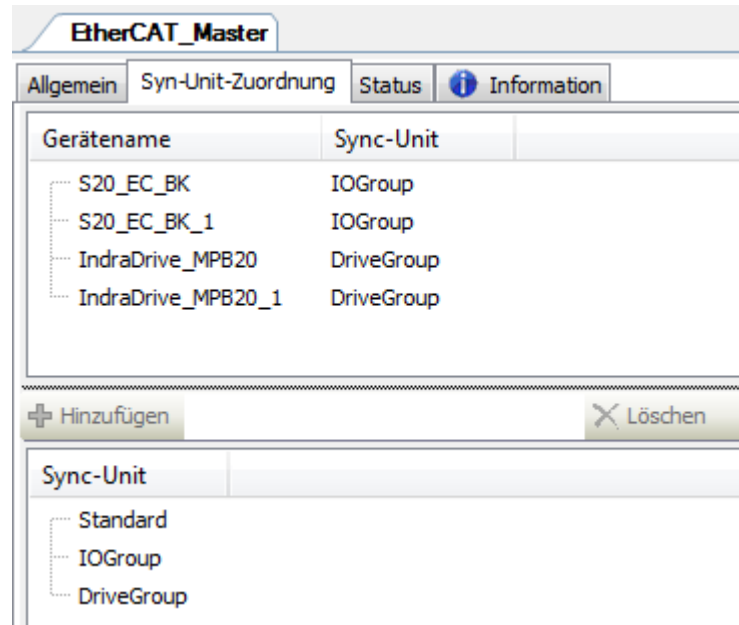 EtherCAT_Master
Allgemein Syn-Unit-Zuordnung Status Information
Gerätename Sync-Unit
S20_EC_BK IOGroup
S20_EC_BK_1 IOGroup
IndraDrive_MPB20 DriveGroup
IndraDrive_MPB20_1 DriveGroup
Hinzufügen Löschen
Sync-Unit
Standard
IOGroup
DriveGroup